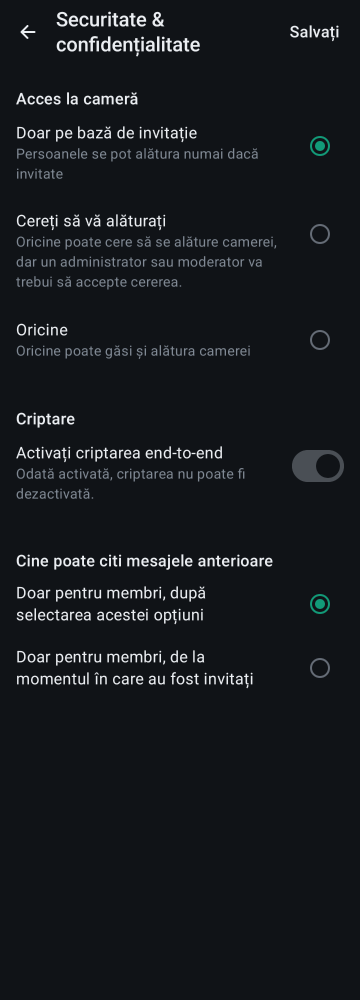 Securitate &
confidențialitate
Salvați
Acces la cameră
Doar pe bază de invitație
Persoanele se pot alătura numai dacă
invitate
Cereți să vă alăturați
Oricine poate cere să se alăture camerei,
dar un administrator sau moderator va
trebui să accepte cererea.
Oricine
Oricine poate găsi și alătura camerei
Criptare
Activați criptarea end-to-end
Odată activată, criptarea nu poate fi
dezactivată.
Cine poate citi mesajele anterioare
Doar pentru membri, după
selectarea acestei opțiuni
Doar pentru membri, de la
momentul în care au fost invitați